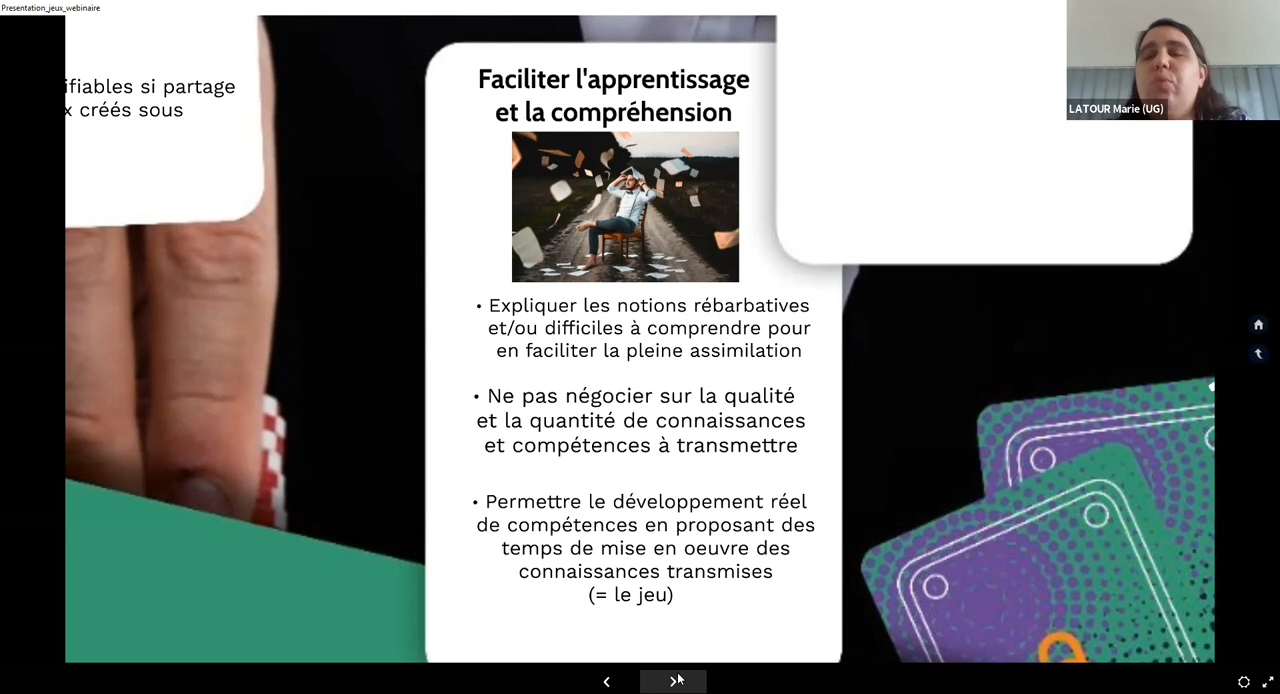 Presentation_jeux_webinaire
ifiables si partage
x créés sous
Faciliter l'apprentissage
et la compréhension
• Expliquer les notions rébarbatives
et/ou difficiles à comprendre pour
en faciliter la pleine assimilation
• Ne pas négocier sur la qualité
et la quantité de connaissances
et compétences à transmettre
• Permettre le développement réel
de compétences en proposant des
temps de mise en oeuvre des
connaissances transmises
(= le jeu)
LATOUR Marie (UG)